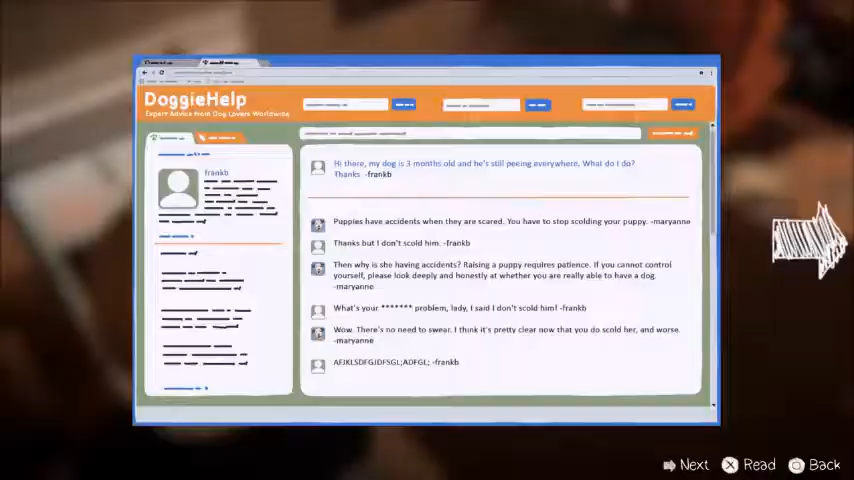 DoggieHelp
Expert Advice from Dog Lovers Worldwide
frankb
Hi there, my dog is 3 months old and he's still peeing everywhere. What do I do?
Thanks -frankb
Puppies have accidents when they are scared. You have to stop scolding your puppy. -maryanne
Thanks but I don't scold him. -frankb
Then why is she having accidents? Raising a puppy requires patience. If you cannot control
yourself, please look deeply and honestly at whether you are really able to have a dog.
-maryanne
What's your ******* problem, lady, I said I don't scold him! -frankb
Wow. There's no need to swear. I think it's pretty clear now that you do scold her, and worse.
-maryanne
AFJKLSDFGJDFSGL;ADFGL; -frankb
Next Read Back